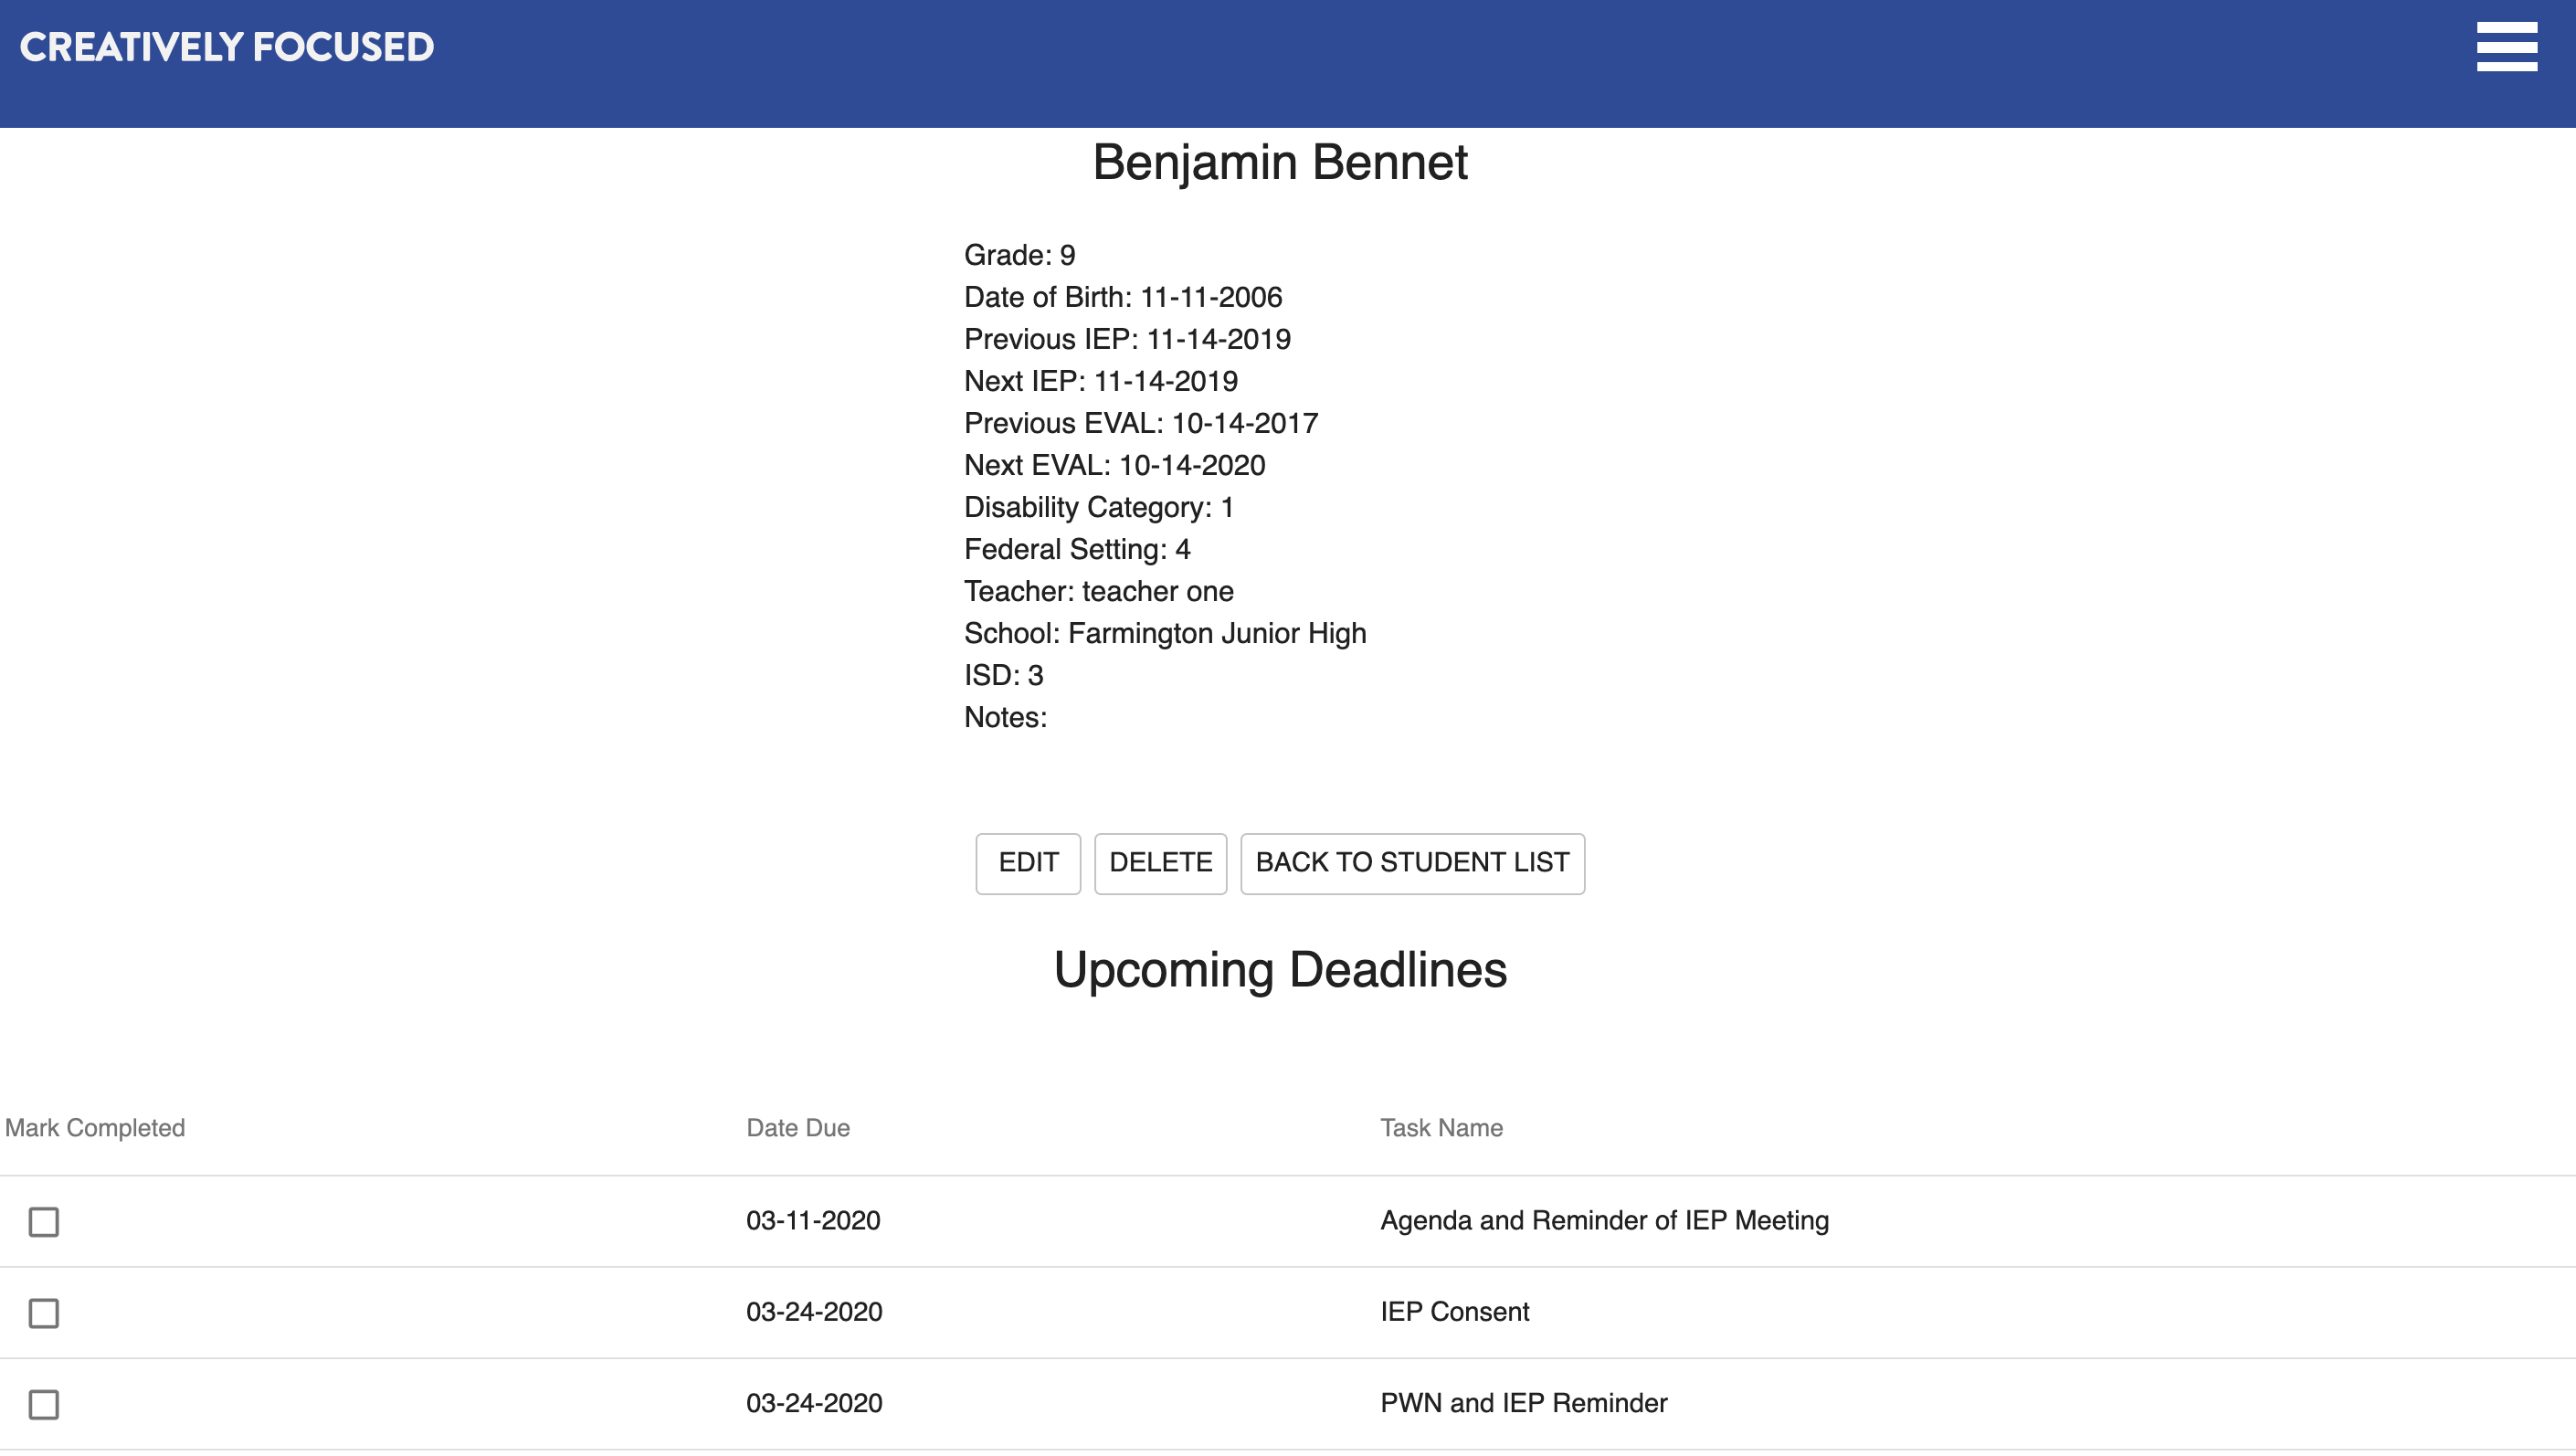 CREATIVELY FOCUSED
Benjamin Bennet
Grade: 9
Date of Birth: 11-11-2006
Previous IEP: 11-14-2019
Next IEP: 11-14-2019
Previous EVAL: 10-14-2017
Next EVAL: 10-14-2020
Disability Category: 1
Federal Setting: 4
Teacher: teacher one
School: Farmington Junior High
ISD: 3
Notes:
EDIT DELETE BACK TO STUDENT LIST
Upcoming Deadlines
Mark Completed Date Due Task Name
03-11-2020 Agenda and Reminder of IEP Meeting
03-24-2020 IEP Consent
03-24-2020 PWN and IEP Reminder